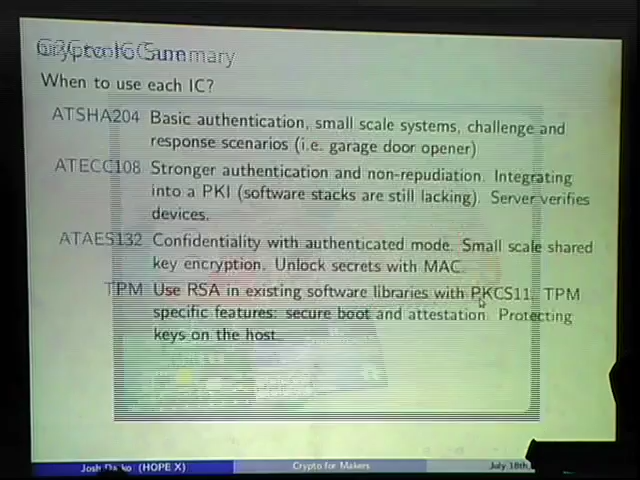 Summary
When to use each IC?
ATSHA204 Basic authentication, small scale systems, challenge and
response scenarios (i.e. garage door opener)
ATECC108 Stronger authentication and non-repudiation. Integrating
into a PKI (software stacks are still lacking). Server verifies
devices.
ATAES132 Confidentiality with authenticated mode. Small scale shared
key encryption. Unlock secrets with MAC.
TPM Use RSA in existing software libraries with PKCS11. TPM
specific features: secure boot and attestation. Protecting
keys on the host.
Josh (HOPE X) Crypto for Makers July 18th,